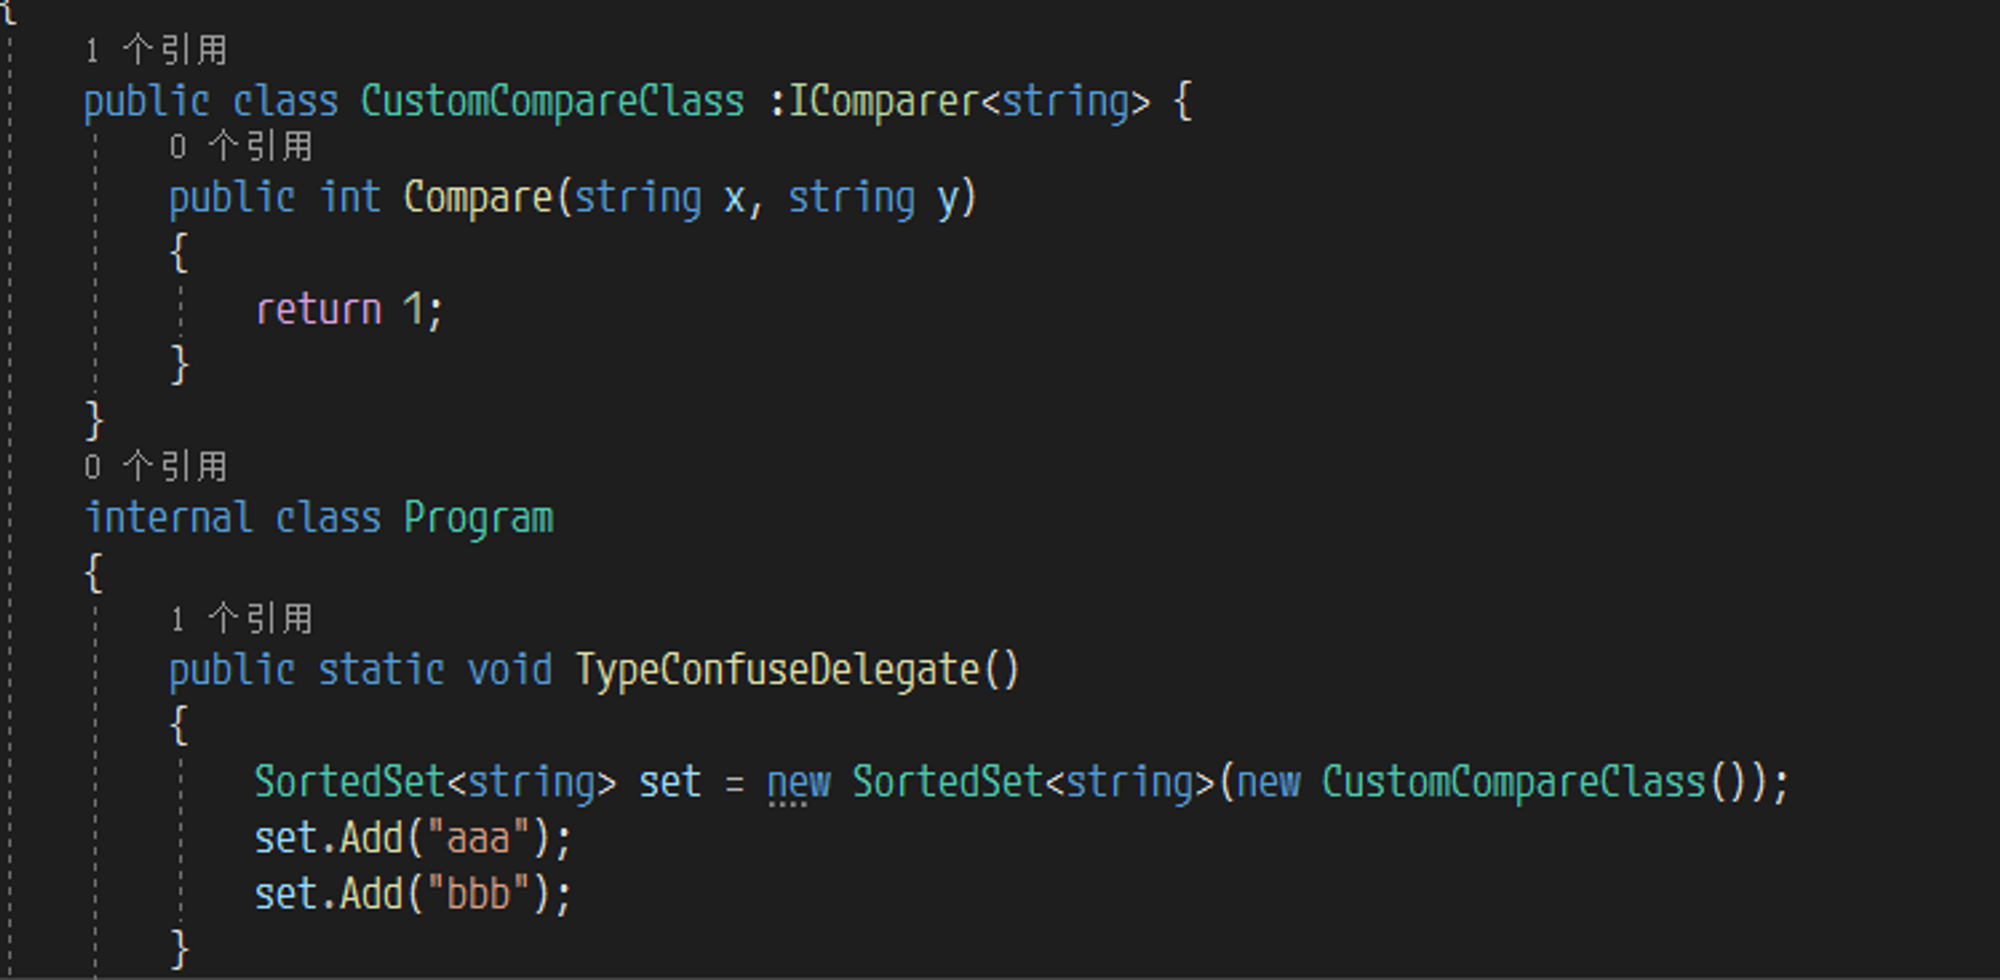 {
1 个引用
public class CustomCompareClass :IComparer<string> {
0 个引用
public int Compare(string x, string y)
{
return 1;
}
}
0 个引用
internal class Program
{
1 个引用
public static void TypeConfuseDelegate()
{
SortedSet<string> set = new SortedSet<string>(new CustomCompareClass());
set.Add("aaa");
set.Add("bbb");
}